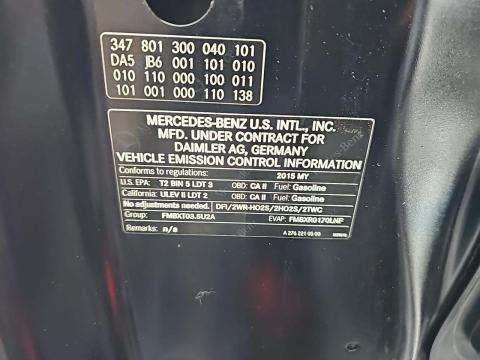 347 801 300 040 101
DA5 JB6 001 101 010
010 110 000 100 011
101 001 000 110 138
MERCEDES-BENZ U.S. INTL., INC.
MFD. UNDER CONTRACT FOR
DAIMLER AG, GERMANY
VEHICLE EMISSION CONTROL INFORMATION
Conforms to regulations: 2015 MY
U.S. EPA: T2 BIN 5 LDT 3 OBD: CA II Fuel: Gasoline
California: ULEV II LDT 2 OBD: CA II Fuel: Gasoline
No adjustments needed. DFI/2WR-HO2S/2HO2S/2TWC
Group: FMBXT03.5U2A EVAP: FMBXR0170LNF
Remarks: n/a A 276 221